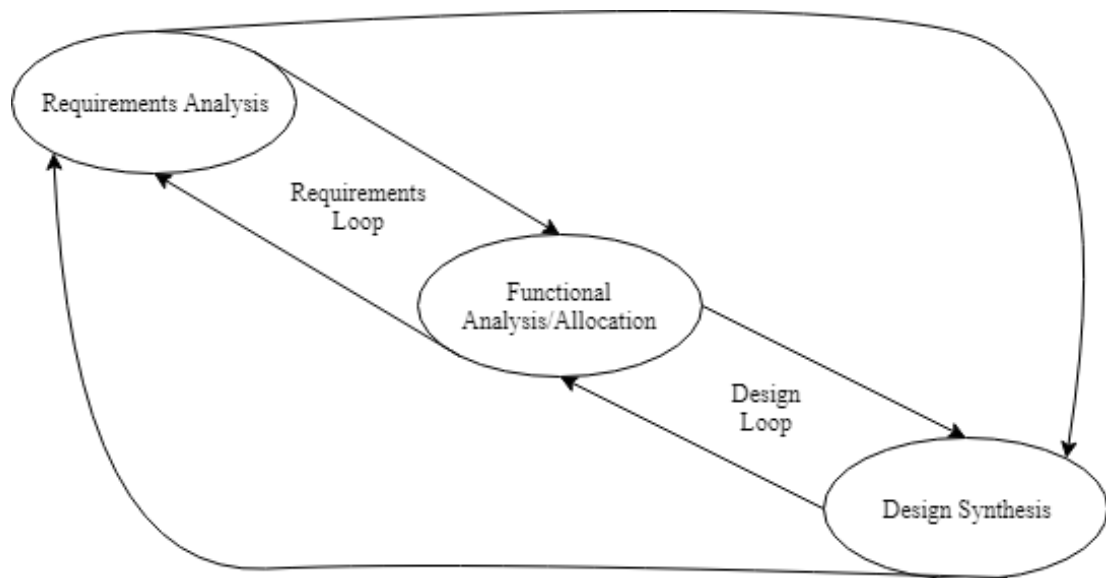 Requirements Analysis
Requirements
Loop
Functional
Analysis/Allocation
Design
Loop
Design Synthesis